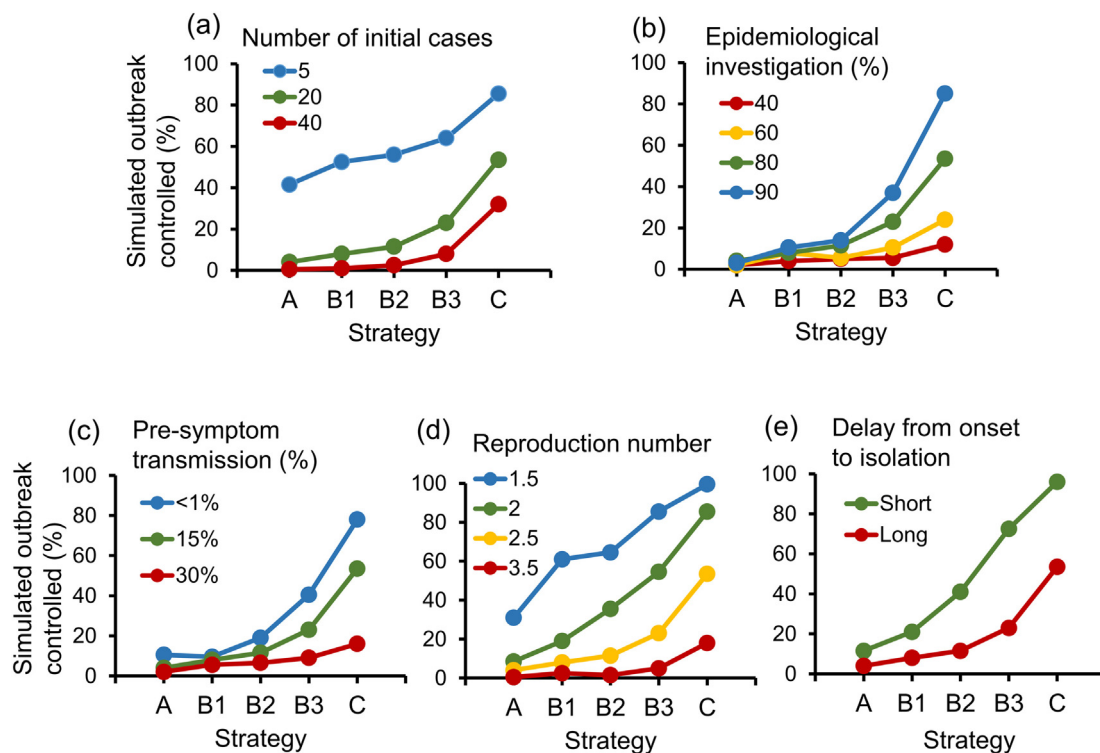 (a)
Number of initial cases
100
80
60
40
20
0
5
20
40
Simulated outbreak
controlled (%)
A B1 B2 B3 C
Strategy
(b)
Epidemiological
investigation (%)
100
80
60
40
20
0
40
60
80
90
A B1 B2 B3 C
Strategy
(c)
Pre-symptom
transmission (%)
100
80
60
40
20
0
<1%
15%
30%
Simulated outbreak
controlled (%)
A B1 B2 B3 C
Strategy
(d)
Reproduction number
100
80
60
40
20
0
1.5
2
2.5
3.5
A B1 B2 B3 C
Strategy
(e)
Delay from onset
to isolation
100
80
60
40
20
0
Short
Long
A B1 B2 B3 C
Strategy